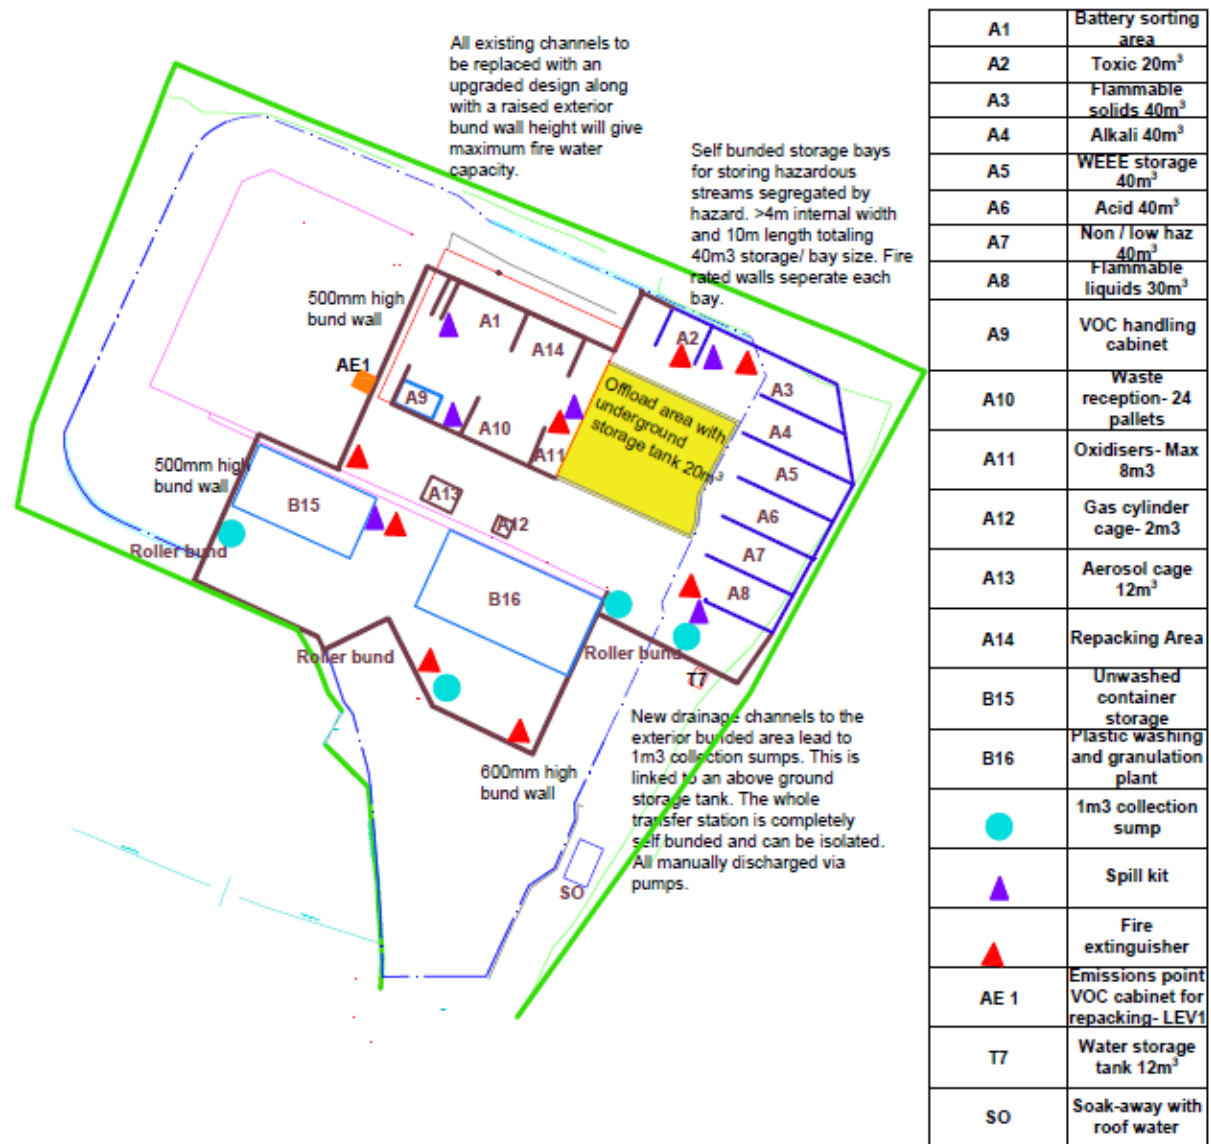 All existing channels to
be replaced with an
upgraded design along
with a raised exterior
bund wall height will give
maximum fire water
capacity.
Self bunded storage bays
for storing hazardous
streams segregated by
hazard. >4m internal width
and 10m length totaling
40m3 storage/ bay size. Fire
rated walls seperate each
bay.
500mm high
bund wall
AE1
A1
A14
A2
A9
A10
A11
Offload area with
underground
storage tank 20m³
A3
A4
A5
A6
A7
A8
500mm high
bund wall
B15
A13
A12
Roller bund
B16
Roller bund
Roller bund
T7
600mm high
bund wall
New drainage channels to the
exterior bunded area lead to
1m3 collection sumps. This is
linked to an above ground
storage tank. The whole
transfer station is completely
self bunded and can be isolated.
All manually discharged via
pumps.
SO
A1 Battery sorting
area
A2 Toxic 20m³
A3 Flammable
solids 40m³
A4 Alkali 40m³
A5 WEEE storage
40m³
A6 Acid 40m³
A7 Non / low haz
40m³
A8 Flammable
liquids 30m³
A9 VOC handling
cabinet
A10 Waste
reception- 24
pallets
A11 Oxidisers- Max
8m3
A12 Gas cylinder
cage- 2m3
A13 Aerosol cage
12m³
A14 Repacking Area
B15 Unwashed
container
storage
B16 Plastic washing
and granulation
plant
1m3 collection
sump
Spill kit
Fire
extinguisher
AE 1 Emissions point
VOC cabinet for
repacking- LEV1
T7 Water storage
tank 12m³
SO Soak-away with
roof water